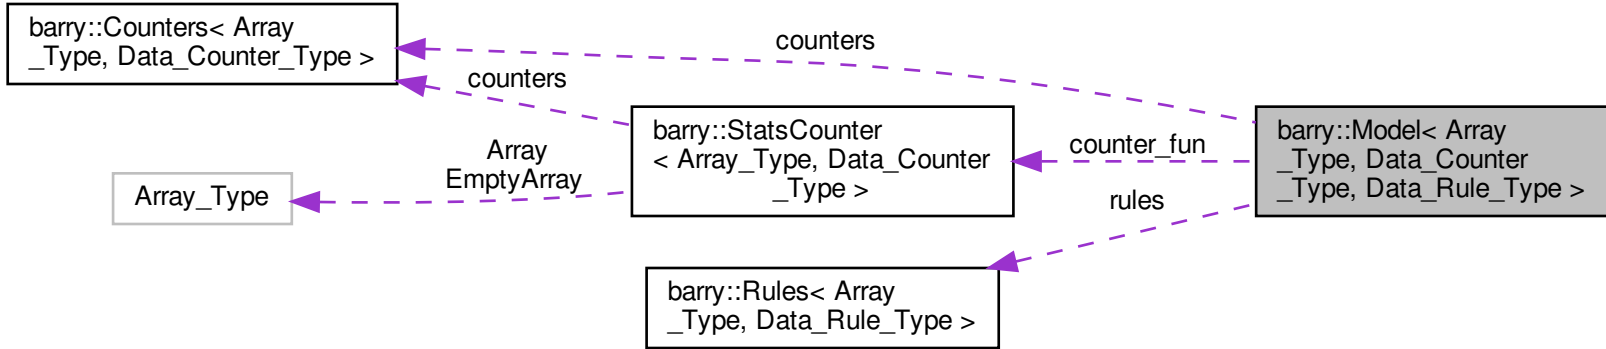 barry::Counters< Array
_Type, Data_Counter_Type >
counters
counters
Array
EmptyArray
Array_Type
barry::StatsCounter
< Array_Type, Data_Counter
_Type >
counter_fun
rules
barry::Model< Array
_Type, Data_Counter
_Type, Data_Rule_Type >
barry::Rules< Array
_Type, Data_Rule_Type >